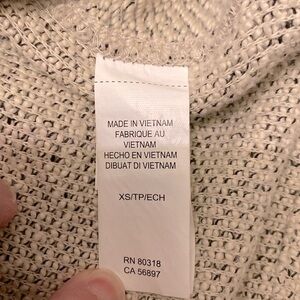 MADE IN VIETNAM
FABRIQUE AU
VIETNAM
HECHO EN VIETNAM
DIBUAT DI VIETNAM
XS/TP/ECH
RN 80318
CA 56897